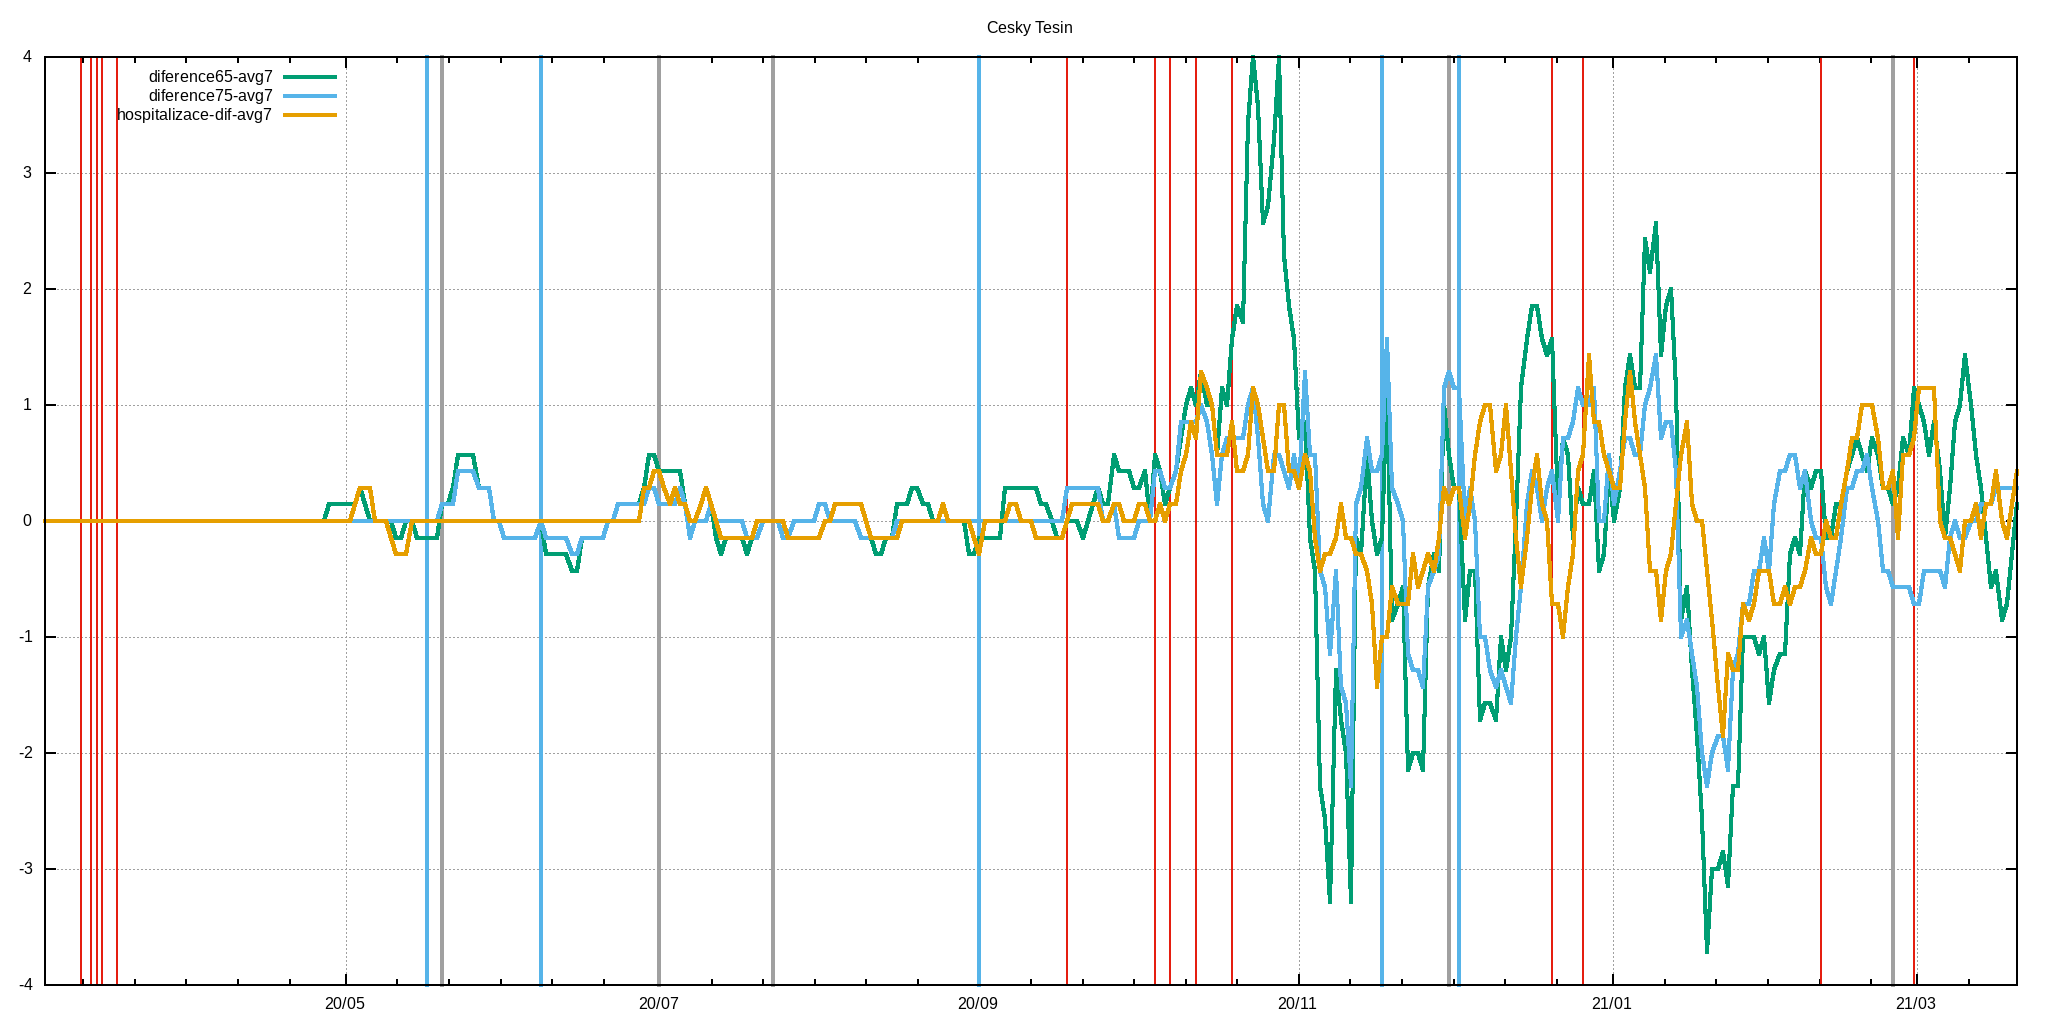 Cesky Tesin
diference65-avg7
diference75-avg7
hospitalizace-dif-avg7
4
3
2
1
0
-1
-2
-3
-4
20/05 20/07 20/09 20/11 21/01 21/03